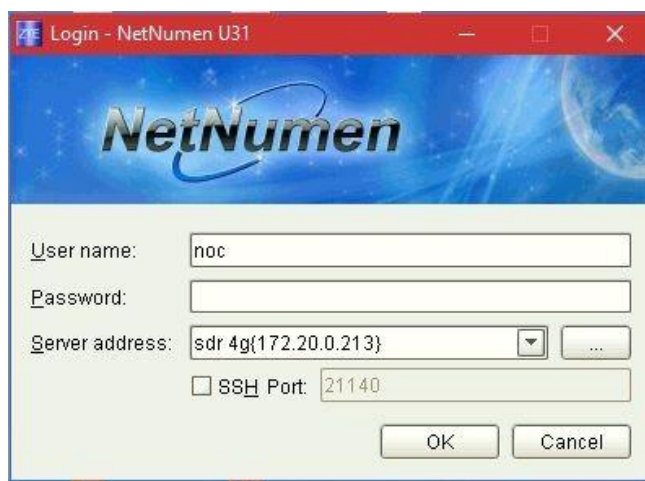 ZTE Login - NetNumen U31
NetNumen
User name: noc
Password:
Server address: sdr 4g{172.20.0.213} ...
SSH Port: 21140
OK Cancel